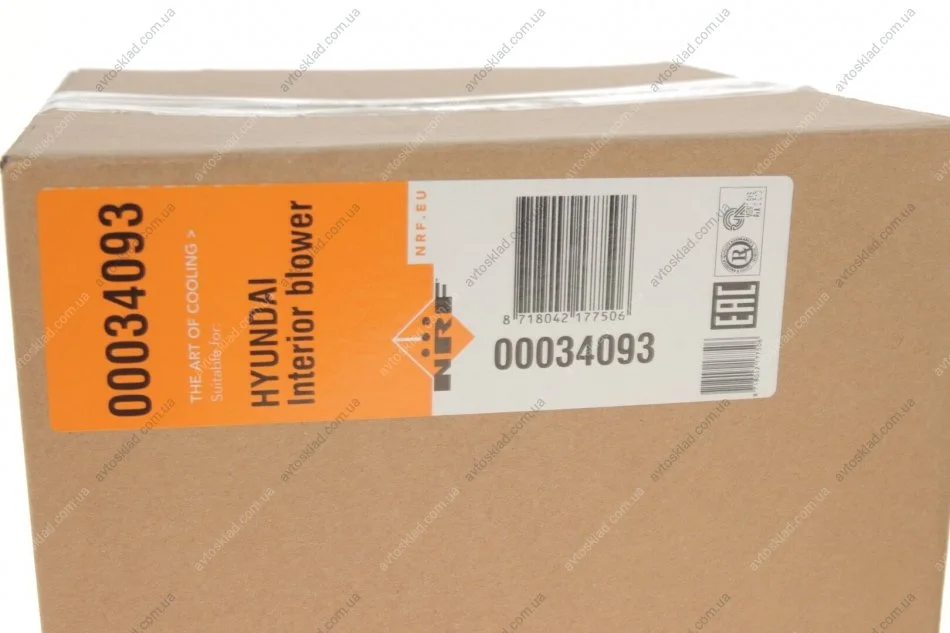 00034093
THE ART OF COOLING >
Suitable for:
HYUNDAI
Interior blower
NRF.EU
NRF
8 718042 177506
00034093
EAC
avtosklad.com.ua